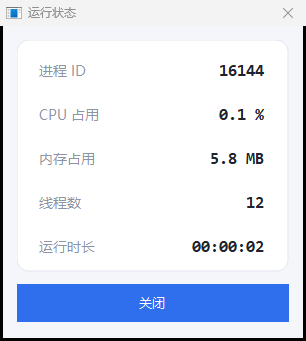 运行状态
进程 ID 16144
CPU 占用 0.1 %
内存占用 5.8 MB
线程数 12
运行时长 00:00:02
关闭